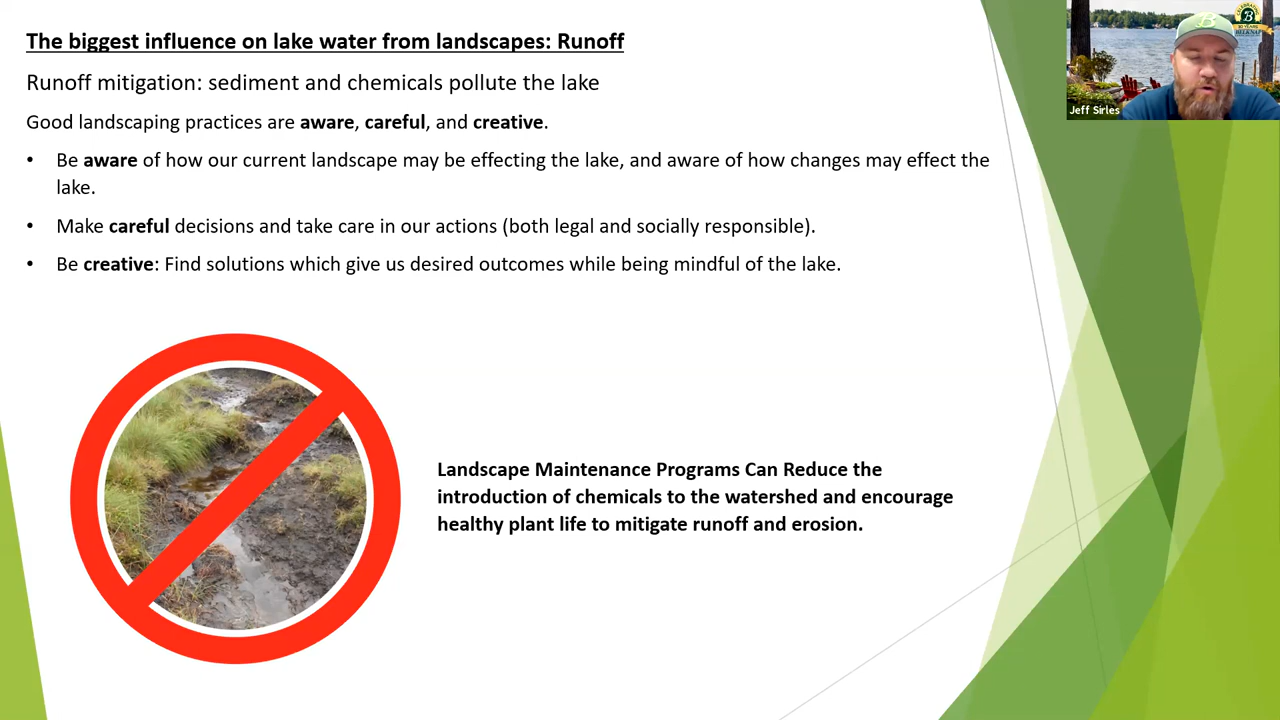 The biggest influence on lake water from landscapes: Runoff
Runoff mitigation: sediment and chemicals pollute the lake
Good landscaping practices are aware, careful, and creative.
• Be aware of how our current landscape may be effecting the lake, and aware of how changes may effect the
lake.
• Make careful decisions and take care in our actions (both legal and socially responsible).
• Be creative: Find solutions which give us desired outcomes while being mindful of the lake.
Landscape Maintenance Programs Can Reduce the
introduction of chemicals to the watershed and encourage
healthy plant life to mitigate runoff and erosion.
Jeff Sirles
B
B
YEARS
BELKNAP